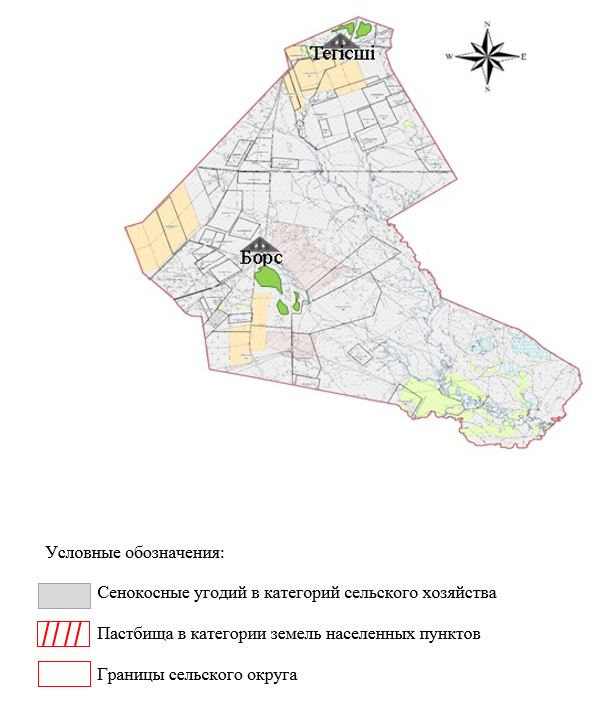 N
Тегісші
W E
S
Борс
Условные обозначения:
Сенокосные угодий в категорий сельского хозяйства
Пастбища в категории земель населенных пунктов
Границы сельского округа